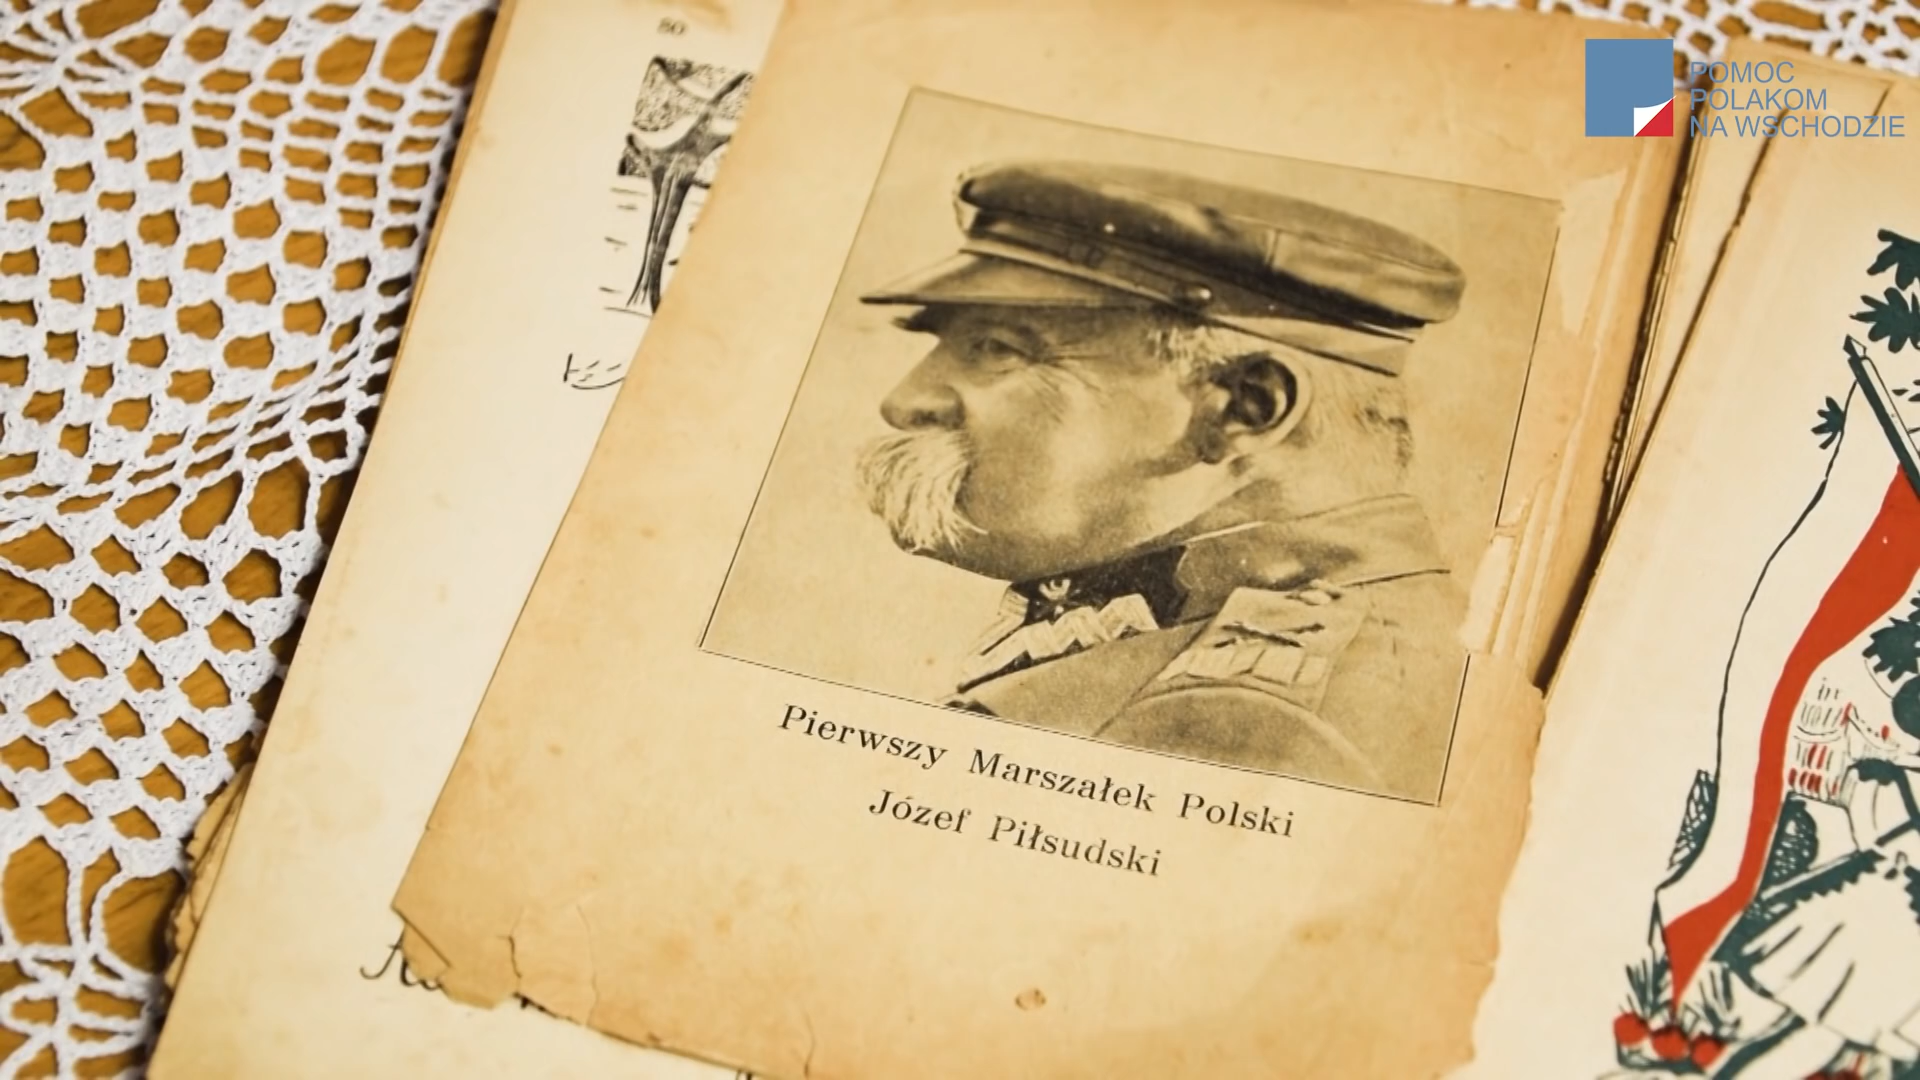 80
Pierwszy Marszałek Polski
Józef Piłsudski
POMOC
POLAKOM
NA WSCHODZIE